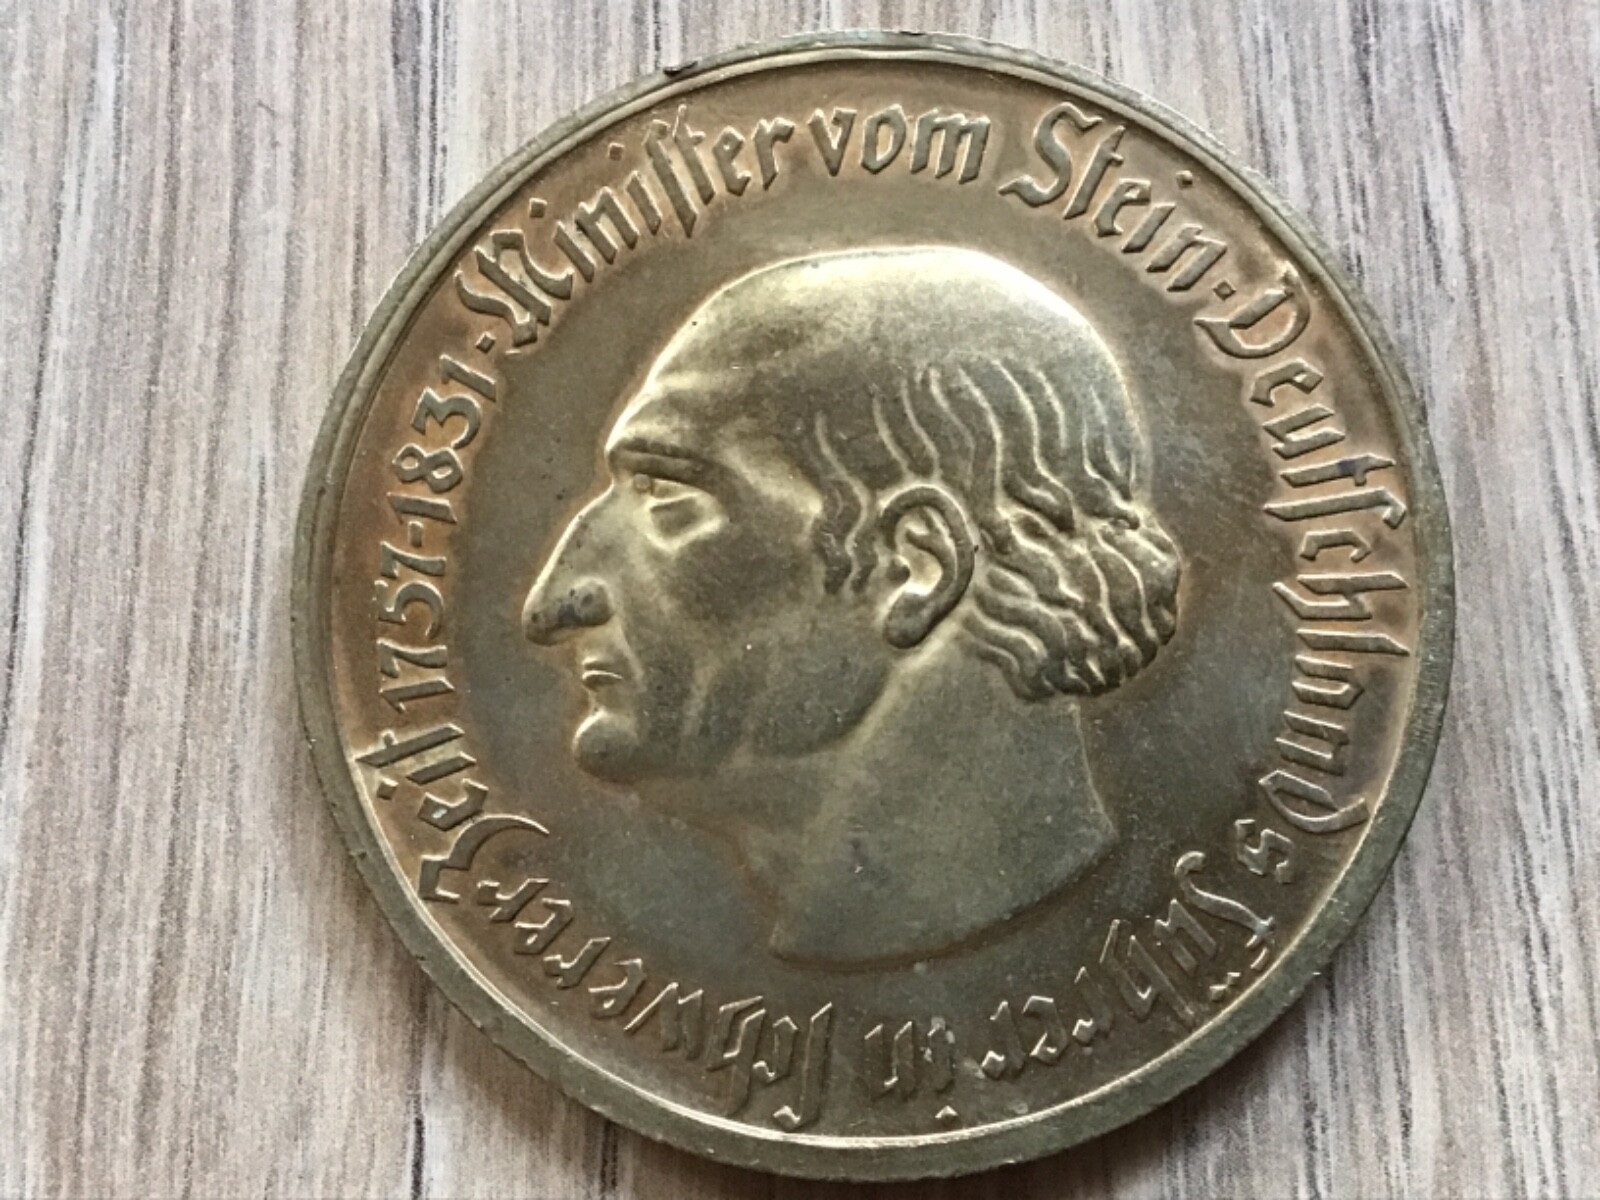 Minister vom Stein · Deutschlands Führer in schwerer Zeit 1757-1831 ·